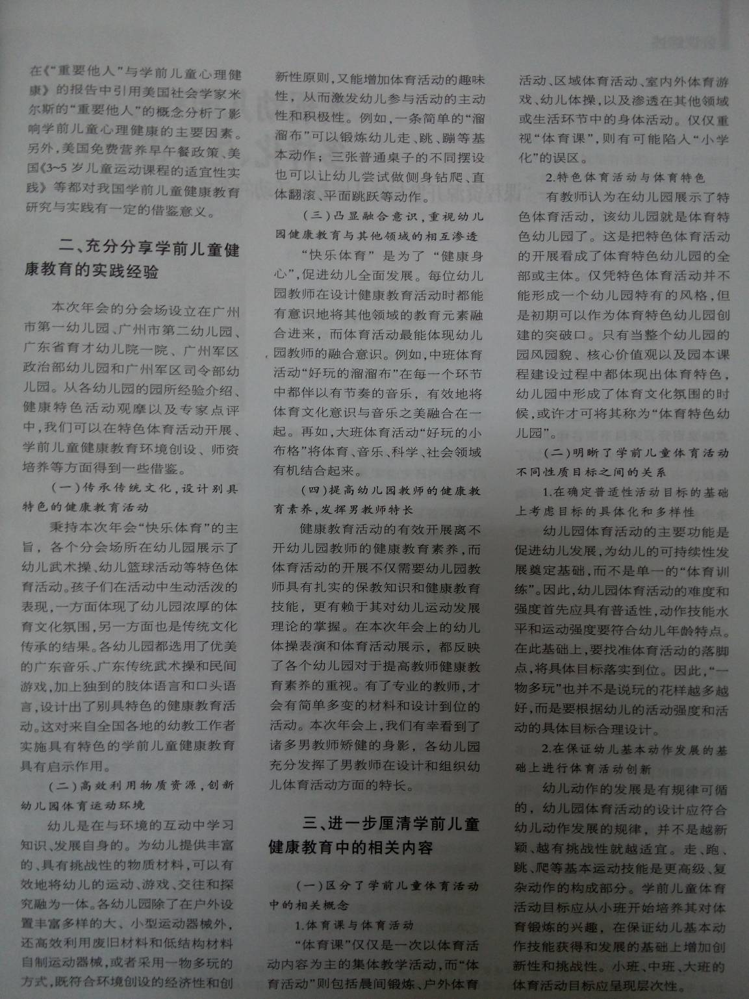 在《“重要他人”与学前儿童心理健
康》的报告中引用美国社会学家米
尔斯的“重要他人”的概念分析了影
响学前儿童心理健康的主要因素。
另外，美国免费营养早午餐政策、美
国《3~5 岁儿童运动课程的适宜性实
践》等都对我国学前儿童健康教育
研究与实践有一定的借鉴意义。
二、充分分享学前儿童健
康教育的实践经验
本次年会的分会场设立在广州
市第一幼儿园、广州市第二幼儿园、
广东省育才幼儿院一院、广州军区
政治部幼儿园和广州军区司令部幼
儿园。从各幼儿园的园所经验介绍、
健康特色活动观摩以及专家点评
中，我们可以在特色体育活动开展、
学前儿童健康教育环境创设、师资
培养等方面得到一些借鉴。
（一）传承传统文化，设计别具
特色的健康教育活动
秉持本次年会“快乐体育”的主
旨，各个分会场所在幼儿园展示了
幼儿武术操、幼儿篮球活动等特色体
育活动。孩子们在活动中生动活泼的
表现，一方面体现了幼儿园浓厚的体
育文化氛围，另一方面也是传统文化
传承的结果。各幼儿园都选用了优美
的广东音乐、广东传统武术操和民间
游戏，加上独到的肢体语言和口头语
言，设计出了别具特色的健康教育活
动。这对来自全国各地的幼教工作者
实施具有特色的学前儿童健康教育
具有启示作用。
（二）高效利用物质资源，创新
幼儿园体育运动环境
幼儿是在与环境的互动中学习
知识、发展自身的。为幼儿提供丰富
的、具有挑战性的物质材料，可以有
效地将幼儿的运动、游戏、交往和探
究融为一体。各幼儿园除了在户外设
置丰富多样的大、小型运动器械外，
还高效利用废旧材料和低结构材料
自制运动器械，或者采用一物多玩的
方式，既符合环境创设的经济性和创
新性原则，又能增加体育活动的趣味
性，从而激发幼儿参与活动的主动
性和积极性。例如，一条简单的“溜
溜布”可以锻炼幼儿走、跳、蹦等基
本动作；三张普通桌子的不同摆设
也可以让幼儿尝试做侧身钻爬、直
体翻滚、平面跳跃等动作。
（三）凸显融合意识，重视幼儿
园健康教育与其他领域的相互渗透
“快乐体育”是为了“健康身
心”，促进幼儿全面发展。每位幼儿
园教师在设计健康教育活动时都能
有意识地将其他领域的教育元素融
合进来，而体育活动最能体现幼儿
园教师的融合意识。例如，中班体育
活动“好玩的溜溜布”在每一个环节
中都伴以有节奏的音乐，有效地将
体育文化意识与音乐之美融合在一
起。再如，大班体育活动“好玩的小
布格”将体育、音乐、科学、社会领域
有机结合起来。
（四）提高幼儿园教师的健康教
育素养，发挥男教师特长
健康教育活动的有效开展离不
开幼儿园教师的健康教育素养，而
体育活动的开展不仅需要幼儿园教
师具有扎实的保教知识和健康教育
技能，更有赖于其对幼儿运动发展
理论的掌握。在本次年会上的幼儿
体操表演和体育活动展示，都反映
了各个幼儿园对于提高教师健康教
育素养的重视。有了专业的教师，才
会有简单多变的材料和设计到位的
活动。本次年会上，我们有幸看到了
诸多男教师矫健的身影，各幼儿园
充分发挥了男教师在设计和组织幼
儿体育活动方面的特长。
三、进一步厘清学前儿童
健康教育中的相关内容
（一）区分了学前儿童体育活动
中的相关概念
1.体育课与体育活动
“体育课”仅仅是一次以体育活
动内容为主的集体教学活动，而“体
育活动”则包括晨间锻炼、户外体育
活动、区域体育活动、室内外体育游
戏、幼儿体操，以及渗透在其他领域
或生活环节中的身体活动。仅仅重
视“体育课”，则有可能陷入“小学
化”的误区。
2.特色体育活动与体育特色
有教师认为在幼儿园展示了特
色体育活动，该幼儿园就是体育特
色幼儿园了。这是把特色体育活动
的开展看成了体育特色幼儿园的全
部或主体。仅凭特色体育活动并不
能形成一个幼儿园特有的风格，但
是初期可以作为体育特色幼儿园创
建的突破口。只有当整个幼儿园的
园风园貌、核心价值观以及园本课
程建设过程中都体现出体育特色，
幼儿园中形成了体育文化氛围的时
候，或许才可将其称为“体育特色幼
儿园”。
（二）明晰了学前儿童体育活动
不同性质目标之间的关系
1.在确定普适性活动目标的基础
上考虑目标的具体化和多样性
幼儿园体育活动的主要功能是
促进幼儿发展，为幼儿的可持续性发
展奠定基础，而不是单一的“体育训
练”。因此，幼儿园体育活动的难度和
强度首先应具有普适性，动作技能水
平和运动强度要符合幼儿年龄特点。
在此基础上，要找准体育活动的落脚
点，将具体目标落实到位。因此，“一
物多玩”也并不是说玩的花样越多越
好，而是要根据幼儿的活动强度和活
动的具体目标合理设计。
2.在保证幼儿基本动作发展的基
础上进行体育活动创新
幼儿动作的发展是有规律可循
的，幼儿园体育活动的设计应符合
幼儿动作发展的规律，并不是越新
颖、越有挑战性就越适宜。走、跑、
跳、爬等基本运动技能是更高级、复
杂动作的构成部分。学前儿童体育
活动目标应从小班开始培养其对体
育锻炼的兴趣，在保证幼儿基本动
作技能获得和发展的基础上增加创
新性和挑战性。小班、中班、大班的
体育活动目标应呈现层次性。